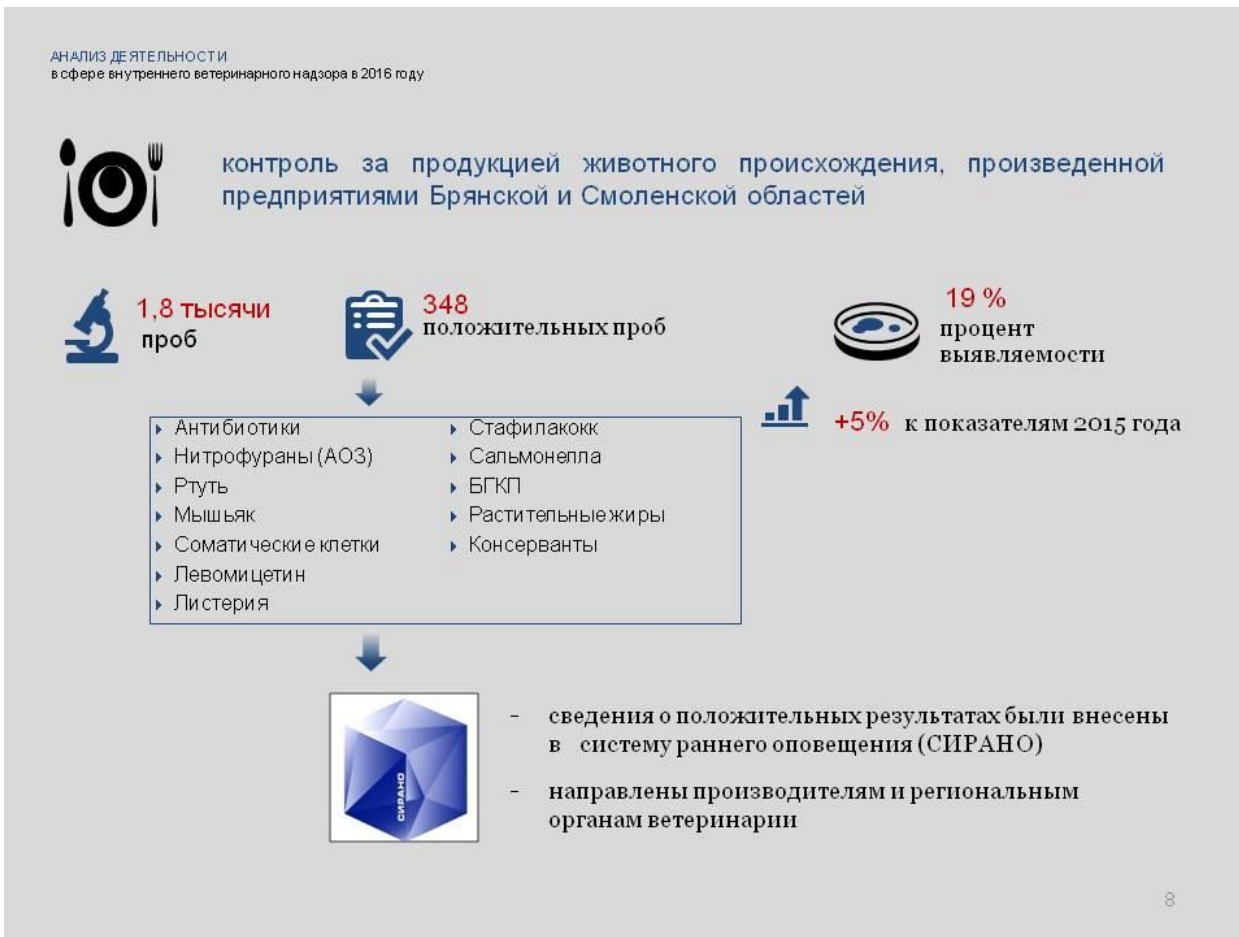 АНАЛИЗ ДЕЯТЕЛЬНОСТИ
в сфере внутреннего ветеринарного надзора в 2016 году
контроль за продукцией животного происхождения, произведенной
предприятиями Брянской и Смоленской областей
1,8 тысячи
проб
348
положительных проб
19 %
процент
выявляемости
+5% к показателям 2015 года
Антибиотики
Нитрофураны (АОЗ)
Ртуть
Мышьяк
Соматические клетки
Левомицетин
Листерия
Стафилакокк
Сальмонелла
БГКП
Растительные жиры
Консерванты
СИРАНО
- сведения о положительных результатах были внесены
в систему раннего оповещения (СИРАНО)
- направлены производителям и региональным
органам ветеринарии
8